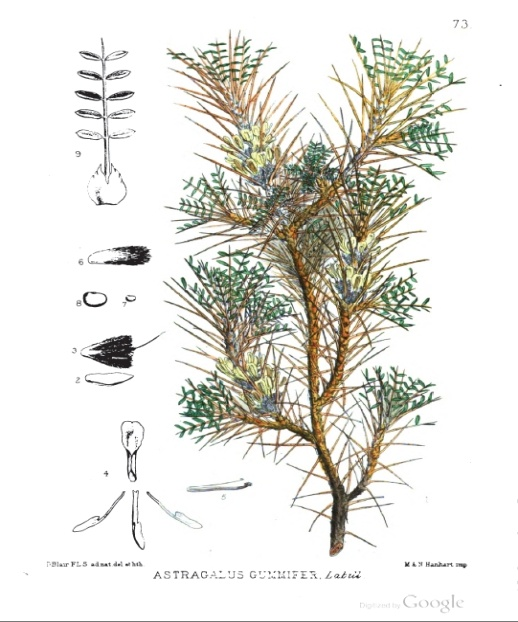 73
9
6
8 7
3
2
4
5
D. Blair F.L.S. ad nat. del et lith.
M & N Hanhart imp.
ASTRAGALUS GUMMIFER, Labill
Digitized by Google